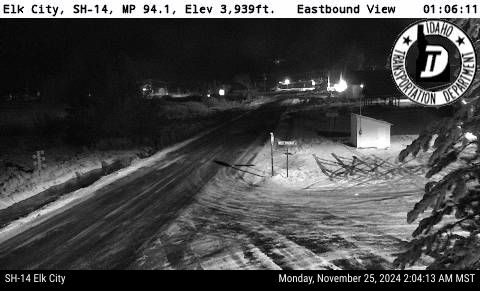 Elk City, SH-14, MP 94.1, Elev 3,939ft. Eastbound View 01:06:11
IDAHO
TRANSPORTATION DEPARTMENT
SH-14 Elk City
Monday, November 25, 2024 2:04:13 AM MST